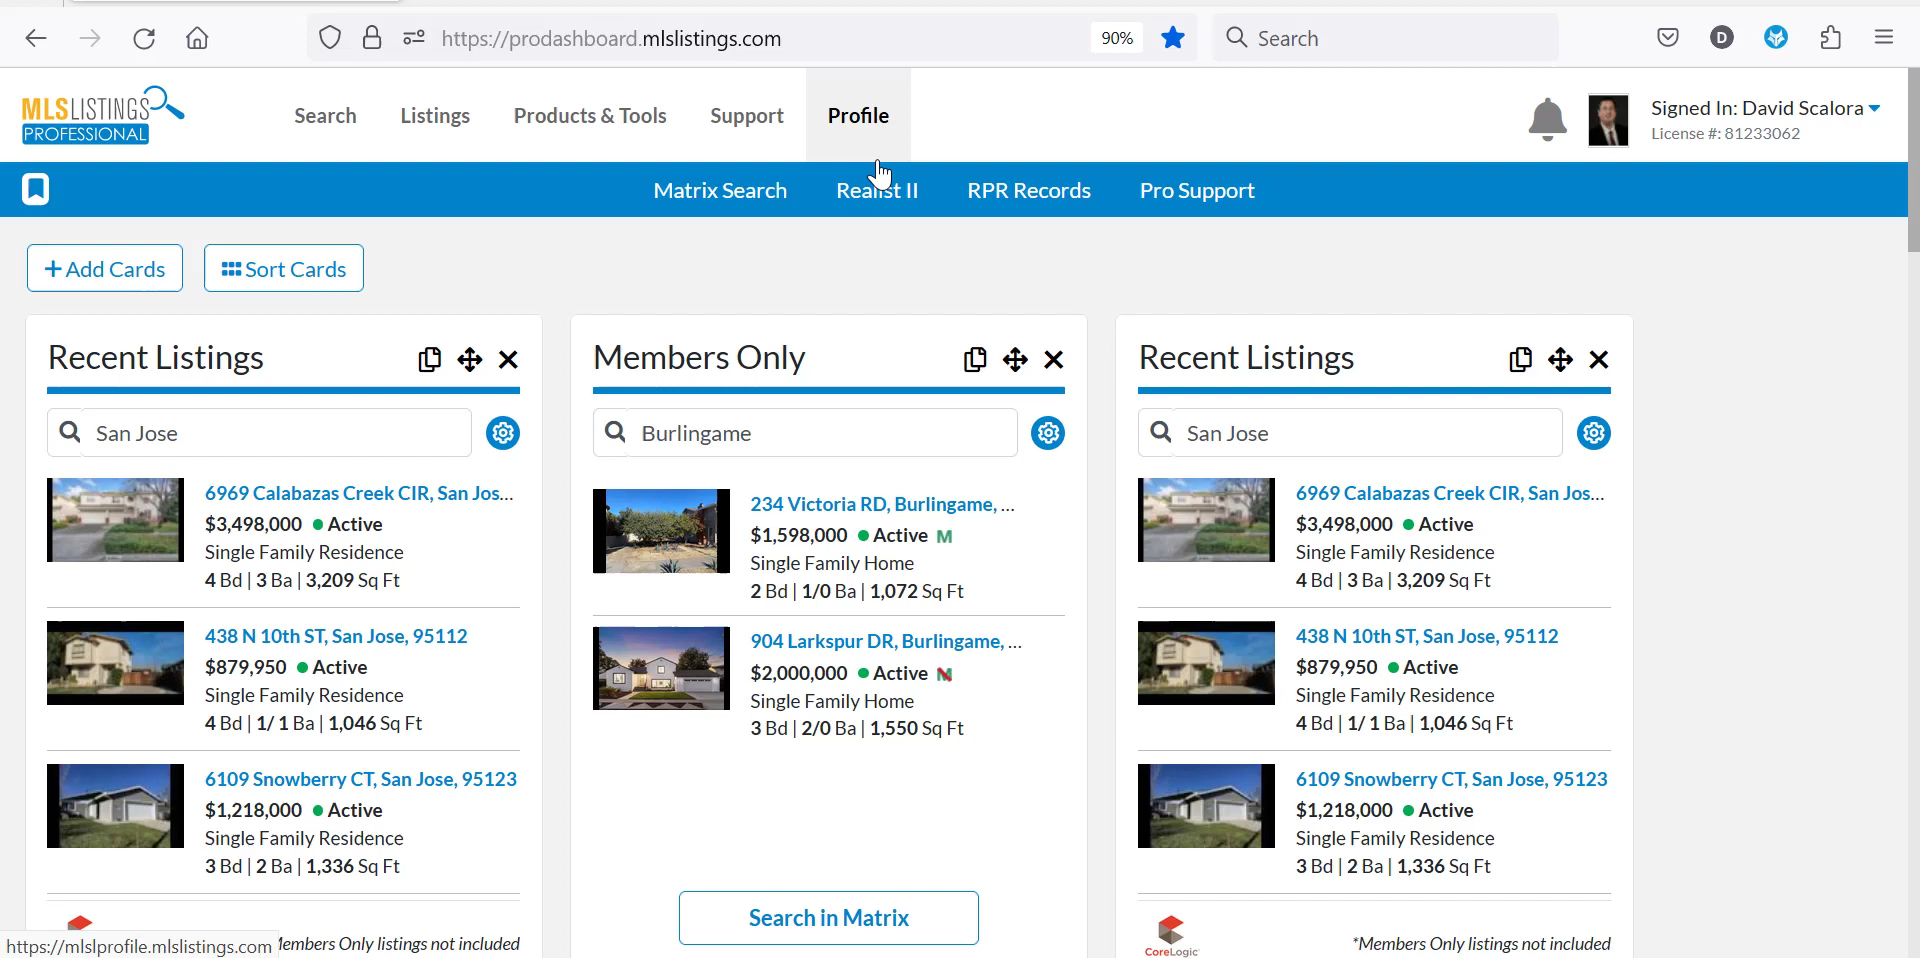 https://prodashboard.mlslistings.com
90%
Search
MLSLISTINGS
PROFESSIONAL
Search
Listings
Products & Tools
Support
Profile
Signed In: David Scalora
License #: 81233062
Matrix Search
Realist II
RPR Records
Pro Support
+Add Cards
Sort Cards
Recent Listings
San Jose
6969 Calabazas Creek CIR, San Jos...
$3,498,000 Active
Single Family Residence
4 Bd | 3 Ba | 3,209 Sq Ft
438 N 10th ST, San Jose, 95112
$879,950 Active
Single Family Residence
4 Bd | 1/ 1 Ba | 1,046 Sq Ft
6109 Snowberry CT, San Jose, 95123
$1,218,000 Active
Single Family Residence
3 Bd | 2 Ba | 1,336 Sq Ft
Members Only listings not included
Members Only
Burlingame
234 Victoria RD, Burlingame, ...
$1,598,000 Active M
Single Family Home
2 Bd | 1/0 Ba | 1,072 Sq Ft
904 Larkspur DR, Burlingame, ...
$2,000,000 Active M
Single Family Home
3 Bd | 2/0 Ba | 1,550 Sq Ft
Search in Matrix
Recent Listings
San Jose
6969 Calabazas Creek CIR, San Jos...
$3,498,000 Active
Single Family Residence
4 Bd | 3 Ba | 3,209 Sq Ft
438 N 10th ST, San Jose, 95112
$879,950 Active
Single Family Residence
4 Bd | 1/ 1 Ba | 1,046 Sq Ft
6109 Snowberry CT, San Jose, 95123
$1,218,000 Active
Single Family Residence
3 Bd | 2 Ba | 1,336 Sq Ft
CoreLogic
*Members Only listings not included
https://mlslprofile.mlslistings.com
D